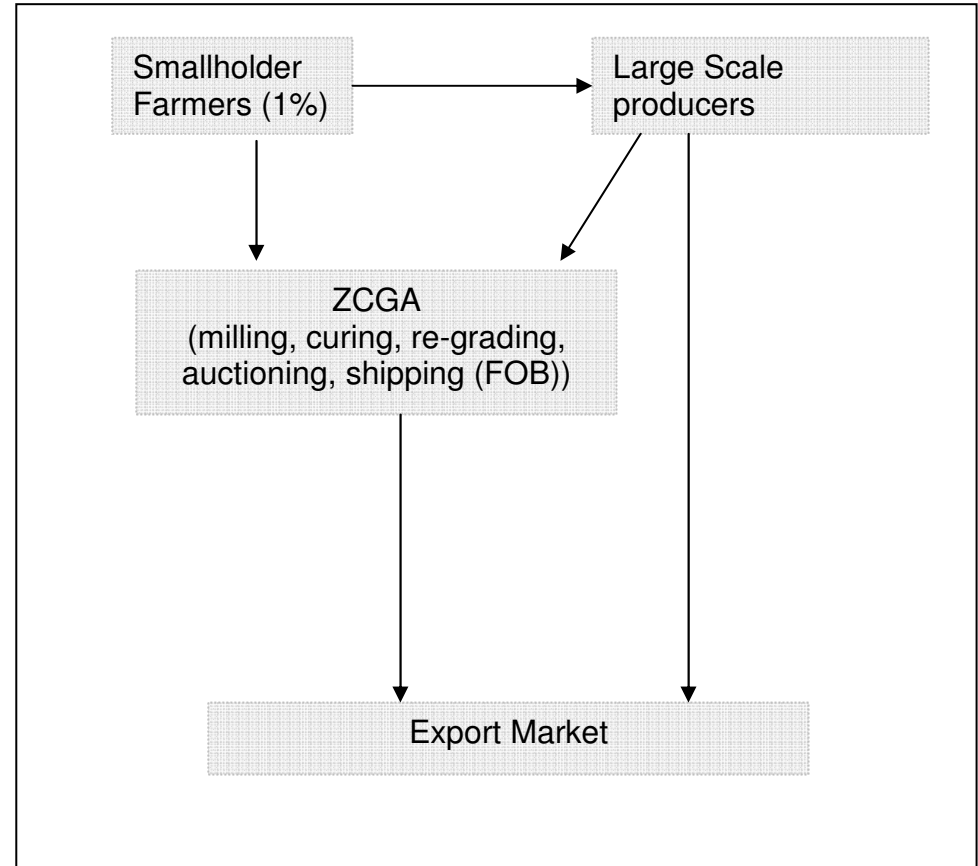 Smallholder
Farmers (1%)
Large Scale
producers
ZCGA
(milling, curing, re-grading,
auctioning, shipping (FOB))
Export Market